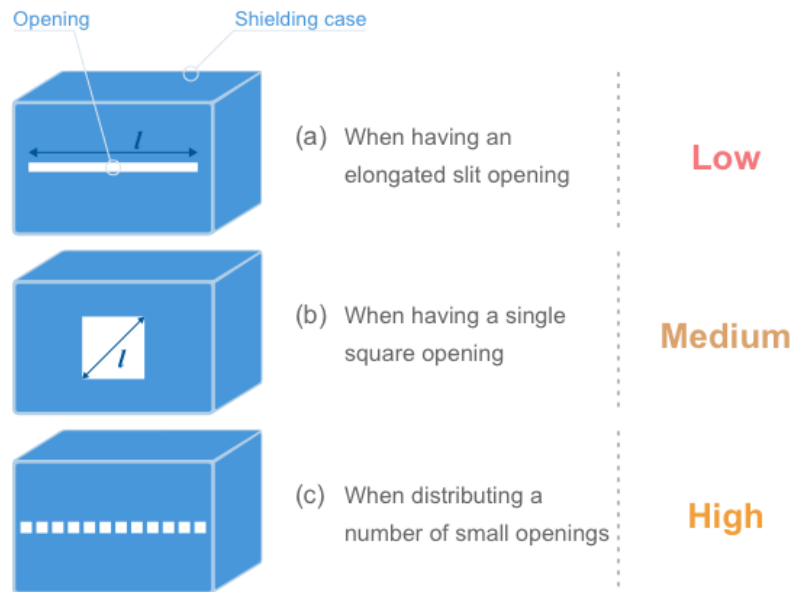 Opening
Shielding case
l
(a) When having an
elongated slit opening
Low
l
(b) When having a single
square opening
Medium
(c) When distributing a
number of small openings
High